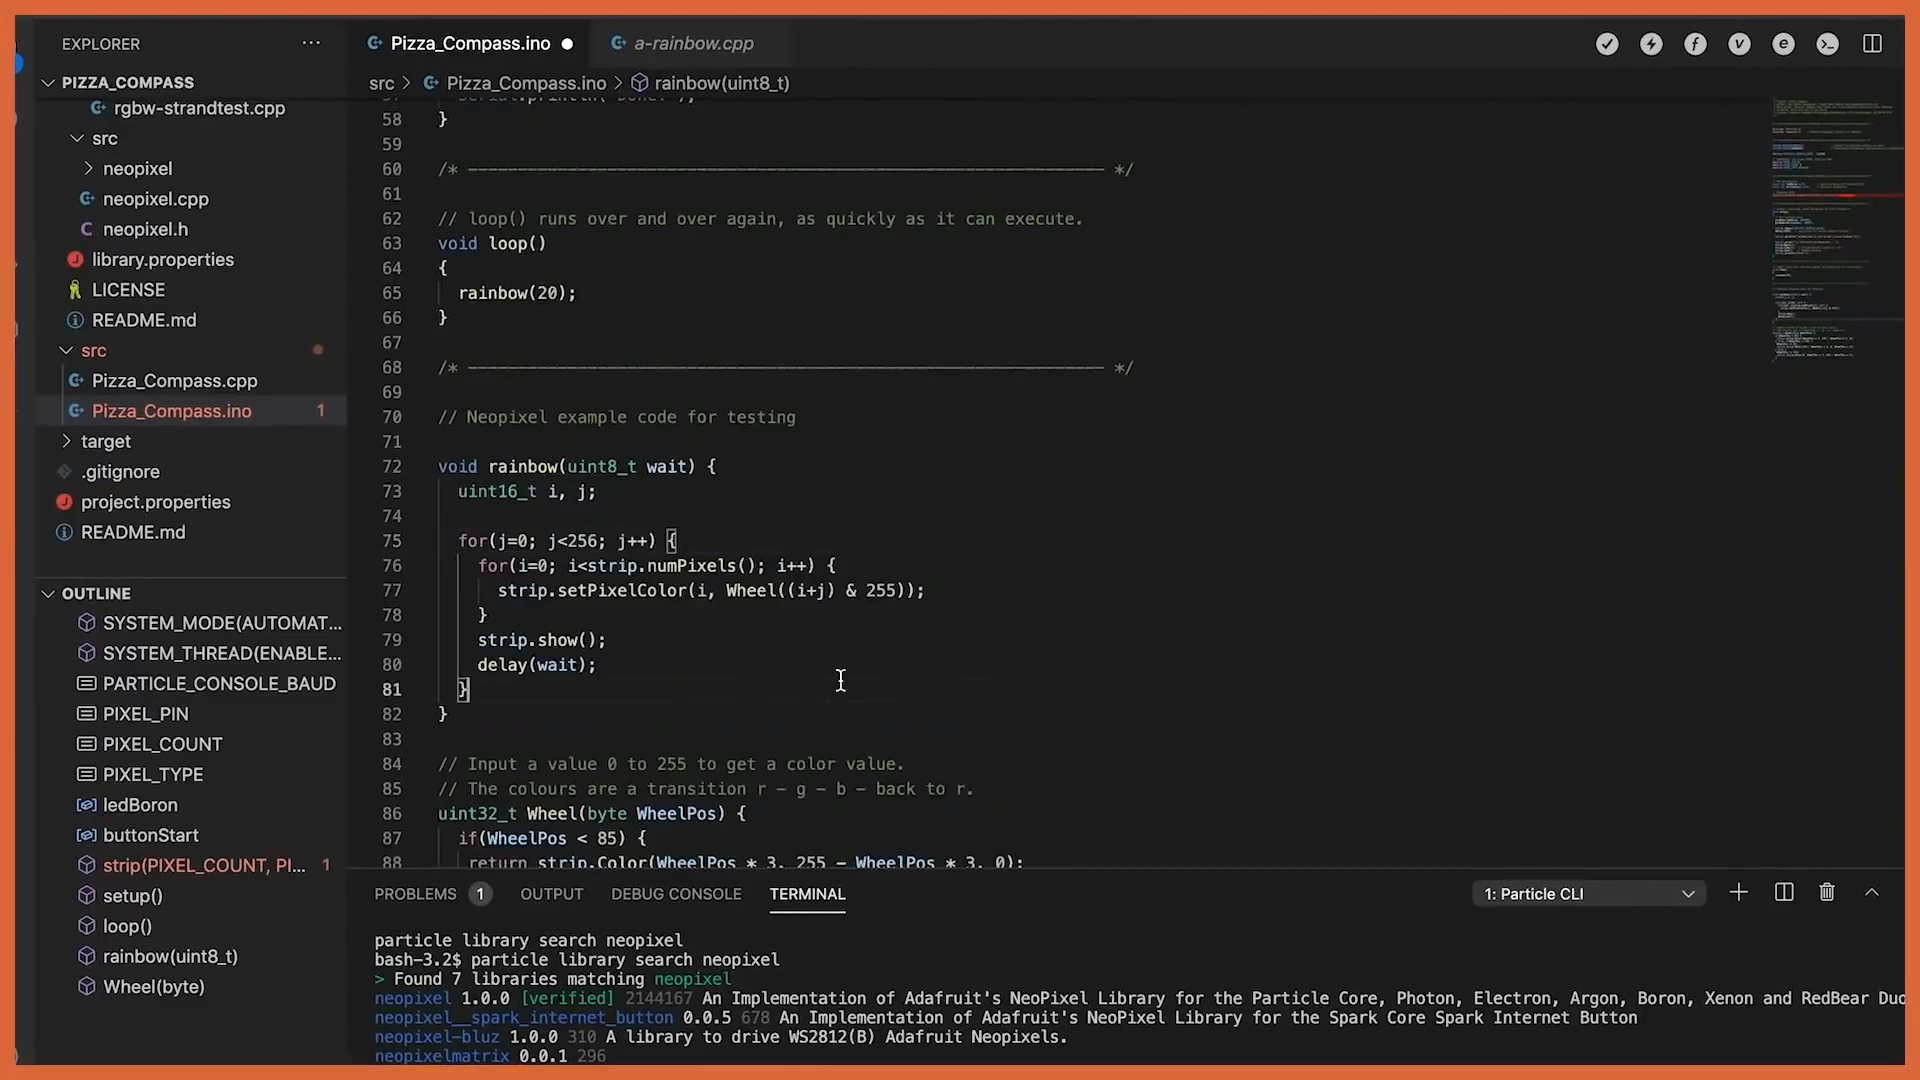 EXPLORER
PIZZA_COMPASS
rgbw-strandtest.cpp
src
neopixel
neopixel.cpp
neopixel.h
library.properties
LICENSE
README.md
src
Pizza_Compass.cpp
Pizza_Compass.ino 1
target
.gitignore
project.properties
README.md
OUTLINE
SYSTEM_MODE(AUTOMAT...
SYSTEM_THREAD(ENABLE...
PARTICLE_CONSOLE_BAUD
PIXEL_PIN
PIXEL_COUNT
PIXEL_TYPE
ledBoron
buttonStart
strip(PIXEL_COUNT, PI... 1
setup()
loop()
rainbow(uint8_t)
Wheel(byte)
Pizza_Compass.ino a-rainbow.cpp
src > Pizza_Compass.ino > rainbow(uint8_t)
58 }
59
60 /* ---------------------------------------------------------------- */
61
62 // loop() runs over and over again, as quickly as it can execute.
63 void loop()
64 {
65 rainbow(20);
66 }
67
68 /* ---------------------------------------------------------------- */
69
70 // Neopixel example code for testing
71
72 void rainbow(uint8_t wait) {
73 uint16_t i, j;
74
75 for(j=0; j<256; j++) {
76 for(i=0; i<strip.numPixels(); i++) {
77 strip.setPixelColor(i, Wheel((i+j) & 255));
78 }
79 strip.show();
80 delay(wait);
81 }
82 }
83
84 // Input a value 0 to 255 to get a color value.
85 // The colours are a transition r - g - b - back to r.
86 uint32_t Wheel(byte WheelPos) {
87 if(WheelPos < 85) {
88 return strip.Color(WheelPos * 3, 255 - WheelPos * 3, 0);
PROBLEMS 1 OUTPUT DEBUG CONSOLE TERMINAL 1: Particle CLI
particle library search neopixel
bash-3.2$ particle library search neopixel
> Found 7 libraries matching neopixel
neopixel 1.0.0 [verified] 2144167 An Implementation of Adafruit's NeoPixel Library for the Particle Core, Photon, Electron, Argon, Boron, Xenon and RedBear Duo
neopixel__spark_internet_button 0.0.5 678 An Implementation of Adafruit's NeoPixel Library for the Spark Core Spark Internet Button
neopixel-bluz 1.0.0 310 A library to drive WS2812(B) Adafruit Neopixels.
neopixelmatrix 0.0.1 296